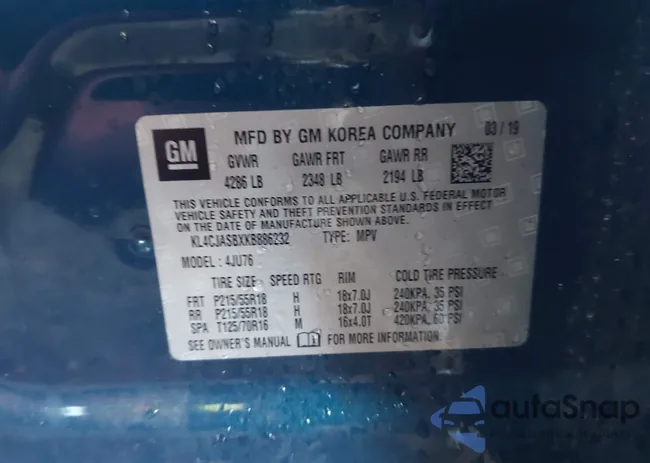 GM
MFD BY GM KOREA COMPANY 03 / 19
GVWR GAWR FRT GAWR RR
4286 LB 2348 LB 2194 LB
THIS VEHICLE CONFORMS TO ALL APPLICABLE U.S. FEDERAL MOTOR
VEHICLE SAFETY AND THEFT PREVENTION STANDARDS IN EFFECT
ON THE DATE OF MANUFACTURE SHOWN ABOVE.
KL4CJASBXKB886232 TYPE: MPV
MODEL : 4JU76
TIRE SIZE SPEED RTG RIM COLD TIRE PRESSURE
FRT P215/55R18 H 18x7.0J 240KPA, 35 PSI
RR P215/55R18 H 18x7.0J 240KPA, 35 PSI
SPA T125/70R16 M 16x4.0T 420KPA, 60 PSI
SEE OWNER'S MANUAL FOR MORE INFORMATION.
autoSnap